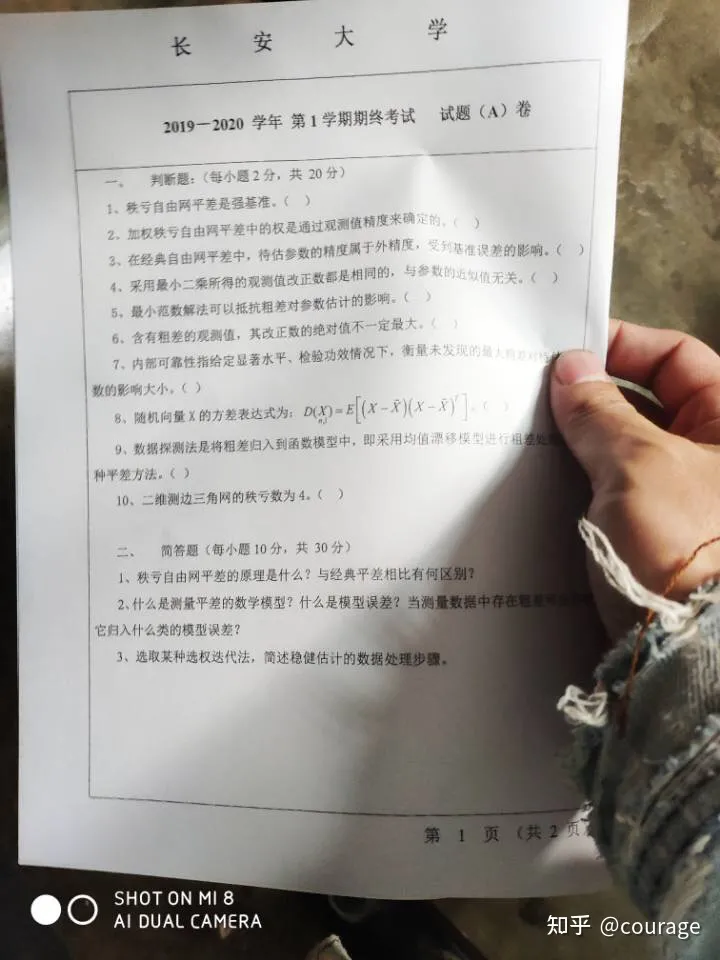 长 安 大 学
2019—2020 学年 第 1 学期期终考试 试题（A）卷
一、 判断题：（每小题 2 分，共 20 分）
1、秩亏自由网平差是强基准。（ ）
2、加权秩亏自由网平差中的权是通过观测值精度来确定的。（ ）
3、在经典自由网平差中，待估参数的精度属于外精度，受到基准误差的影响。（ ）
4、采用最小二乘所得的观测值改正数都是相同的，与参数的近似值无关。（ ）
5、最小范数解法可以抵抗粗差对参数估计的影响。（ ）
6、含有粗差的观测值，其改正数的绝对值不一定最大。（ ）
7、内部可靠性指给定显著水平、检验功效情况下，衡量未发现的最大粗差对待估
数的影响大小。（ ）
8、随机向量 X 的方差表达式为：D(X) n,1 = E[(X − X̃)(X − X̃)^T]。（ ）
9、数据探测法是将粗差归入到函数模型中，即采用均值漂移模型进行粗差处
种平差方法。（ ）
10、二维测边三角网的秩亏数为 4。（ ）
二、 简答题（每小题 10 分，共 30 分）
1、秩亏自由网平差的原理是什么？与经典平差相比有何区别？
2、什么是测量平差的数学模型？什么是模型误差？当测量数据中存在粗差
它归入什么类的模型误差？
3、选取某种选权迭代法，简述稳健估计的数据处理步骤。
第 1 页 （共 2 页）
SHOT ON MI 8
AI DUAL CAMERA
知乎 @courage